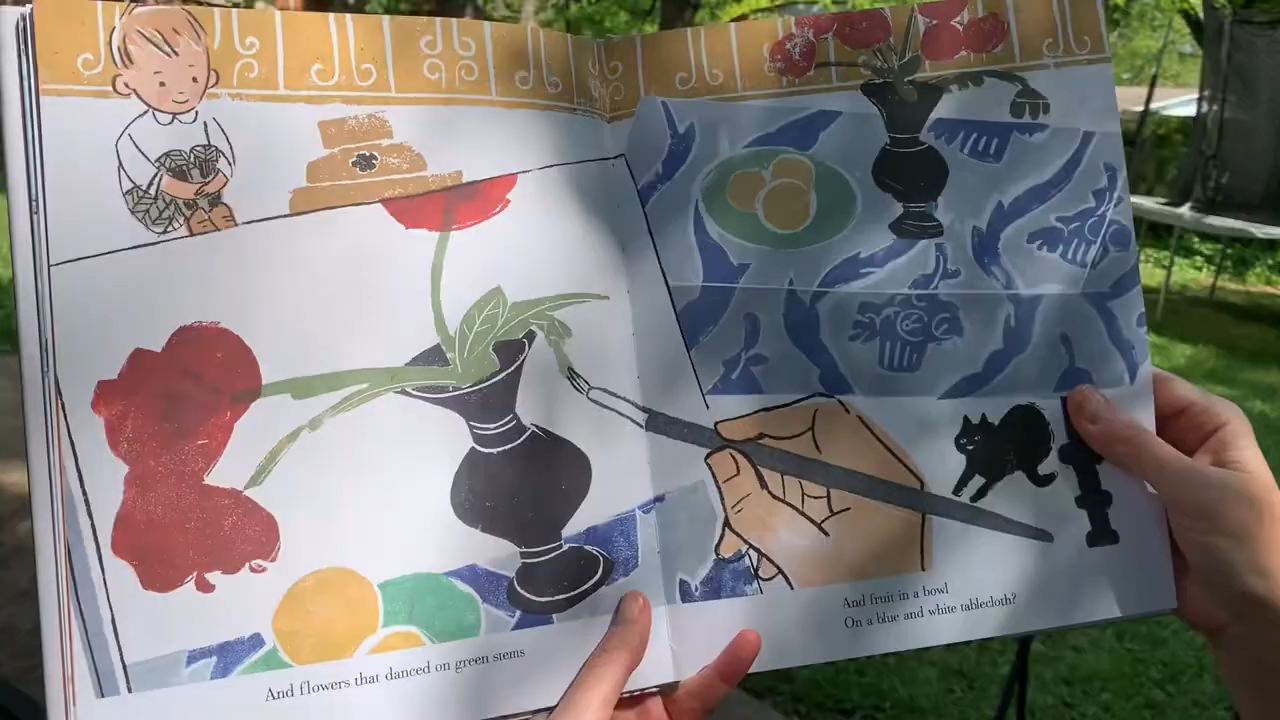 And flowers that danced on green stems
And fruit in a bowl
On a blue and white tablecloth?